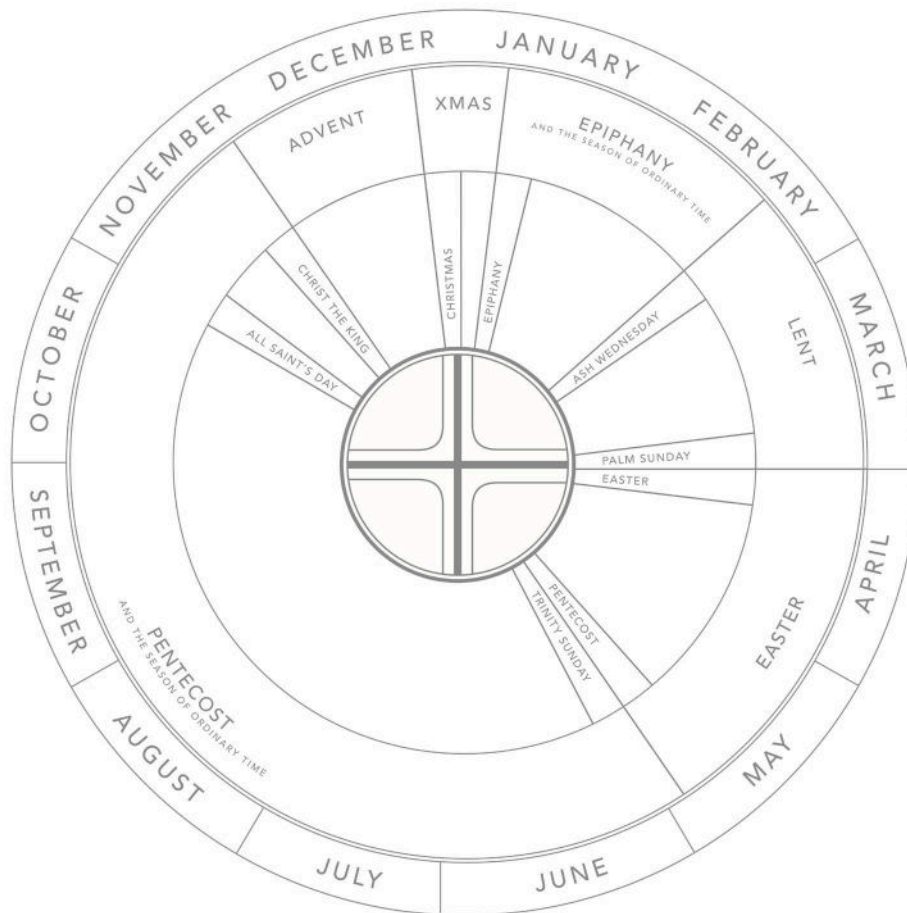 JANUARY
FEBRUARY
MARCH
APRIL
MAY
JUNE
JULY
AUGUST
SEPTEMBER
OCTOBER
NOVEMBER
DECEMBER
ADVENT
XMAS
EPIPHANY
AND THE SEASON OF ORDINARY TIME
LENT
EASTER
PENTECOST
AND THE SEASON OF ORDINARY TIME
CHRISTMAS
EPIPHANY
ASH WEDNESDAY
PALM SUNDAY
EASTER
PENTECOST
TRINITY SUNDAY
ALL SAINT'S DAY
CHRIST THE KING